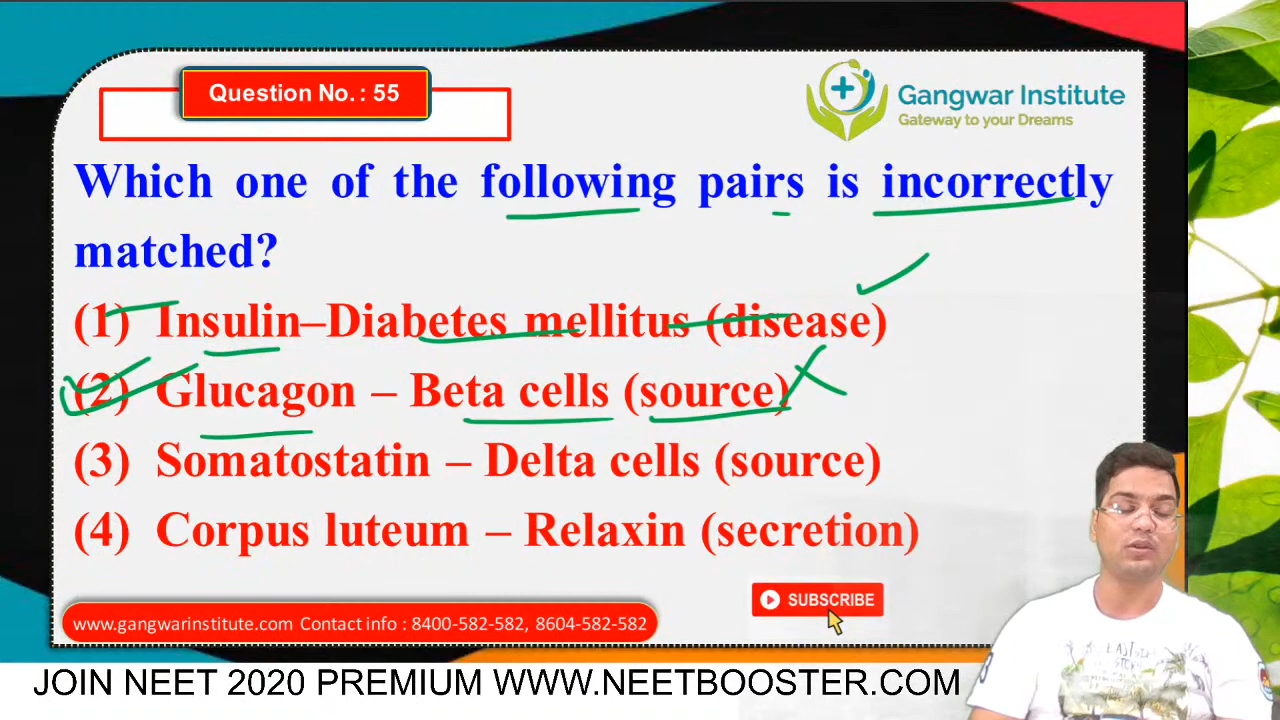 Question No. : 55
Gangwar Institute
Gateway to your Dreams
Which one of the following pairs is incorrectly
matched?
(1) Insulin–Diabetes mellitus (disease)
(2) Glucagon – Beta cells (source)
(3) Somatostatin – Delta cells (source)
(4) Corpus luteum – Relaxin (secretion)
SUBSCRIBE
www.gangwarinstitute.com Contact info : 8400-582-582, 8604-582-582
JOIN NEET 2020 PREMIUM WWW.NEETBOOSTER.COM